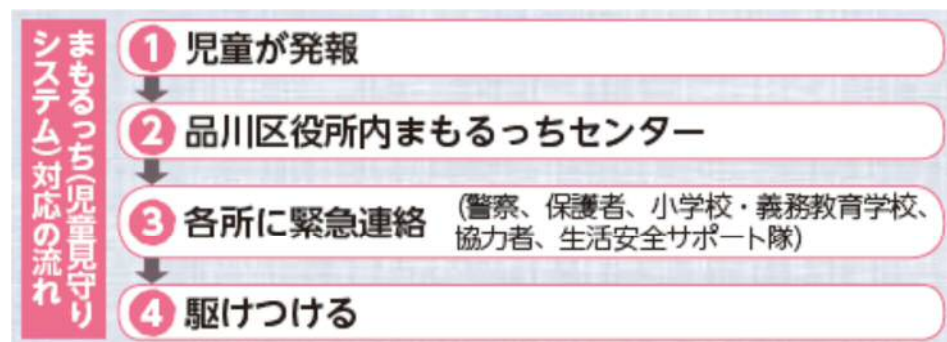 まもるっち(児童見守り
システム)対応の流れ
1 児童が発報
2 品川区役所内まもるっちセンター
3 各所に緊急連絡 (警察、保護者、小学校・義務教育学校、
協力者、生活安全サポート隊)
4 駆けつける